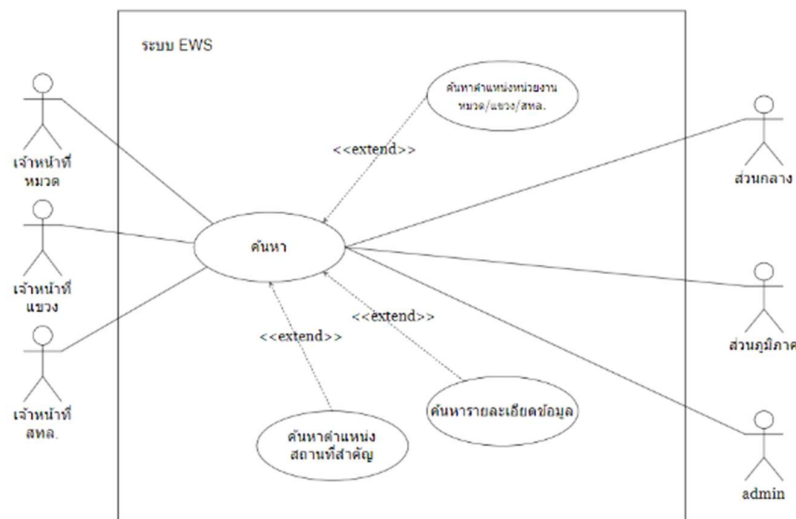 ระบบ EWS
ค้นหาตำแหน่งหน่วยงาน
หมวด/แขวง/สทล.
<<extend>>
เจ้าหน้าที่
หมวด
ส่วนกลาง
ค้นหา
เจ้าหน้าที่
แขวง
ส่วนภูมิภาค
<<extend>>
<<extend>>
เจ้าหน้าที่
สทล.
ค้นหารายละเอียดข้อมูล
ค้นหาตำแหน่ง
สถานที่สำคัญ
admin